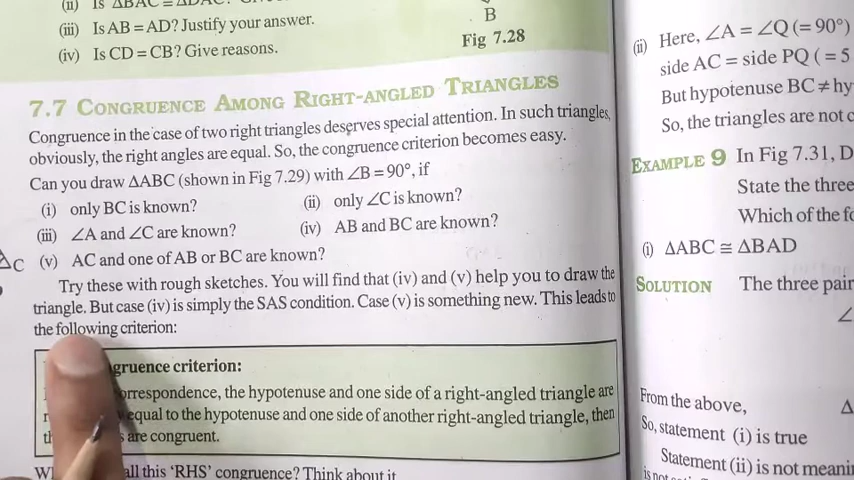 (ii) Is ΔBAC ≅ ΔDAC?
(iii) Is AB = AD? Justify your answer.
(iv) Is CD = CB? Give reasons.
B
Fig 7.28
7.7 CONGRUENCE AMONG RIGHT-ANGLED TRIANGLES
Congruence in the case of two right triangles deserves special attention. In such triangles,
obviously, the right angles are equal. So, the congruence criterion becomes easy.
Can you draw ΔABC (shown in Fig 7.29) with ∠B = 90°, if
(i) only BC is known? (ii) only ∠C is known?
(iii) ∠A and ∠C are known? (iv) AB and BC are known?
C (v) AC and one of AB or BC are known?
Try these with rough sketches. You will find that (iv) and (v) help you to draw the
triangle. But case (iv) is simply the SAS condition. Case (v) is something new. This leads to
the following criterion:
gruence criterion:
orrespondence, the hypotenuse and one side of a right-angled triangle are
equal to the hypotenuse and one side of another right-angled triangle, then
are congruent.
all this 'RHS' congruence? Think about it
(ii) Here, ∠A = ∠Q (= 90°)
side AC = side PQ ( = 5
But hypotenuse BC ≠ hy
So, the triangles are not c
EXAMPLE 9 In Fig 7.31, D
State the three
Which of the fo
(i) ΔABC ≅ ΔBAD
SOLUTION The three pair
∠
From the above, Δ
So, statement (i) is true
Statement (ii) is not meani
is not